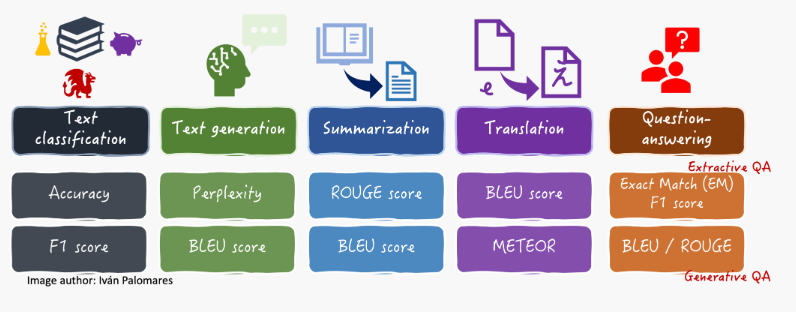 ?
e
え
Text
classification
Text generation
Summarization
Translation
Question-
answering
Extractive QA
Accuracy
Perplexity
ROUGE score
BLEU score
Exact Match (EM)
F1 score
F1 score
BLEU score
BLEU score
METEOR
BLEU / ROUGE
Generative QA
Image author: Iván Palomares